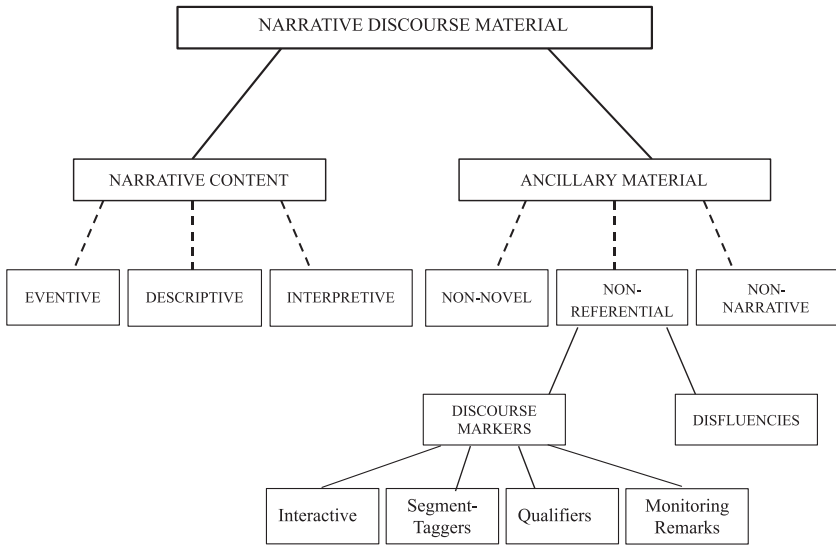 NARRATIVE DISCOURSE MATERIAL
NARRATIVE CONTENT
ANCILLARY MATERIAL
EVENTIVE
DESCRIPTIVE
INTERPRETIVE
NON-NOVEL
NON-
REFERENTIAL
NON-
NARRATIVE
DISCOURSE
MARKERS
DISFLUENCIES
Interactive
Segment-
Taggers
Qualifiers
Monitoring
Remarks